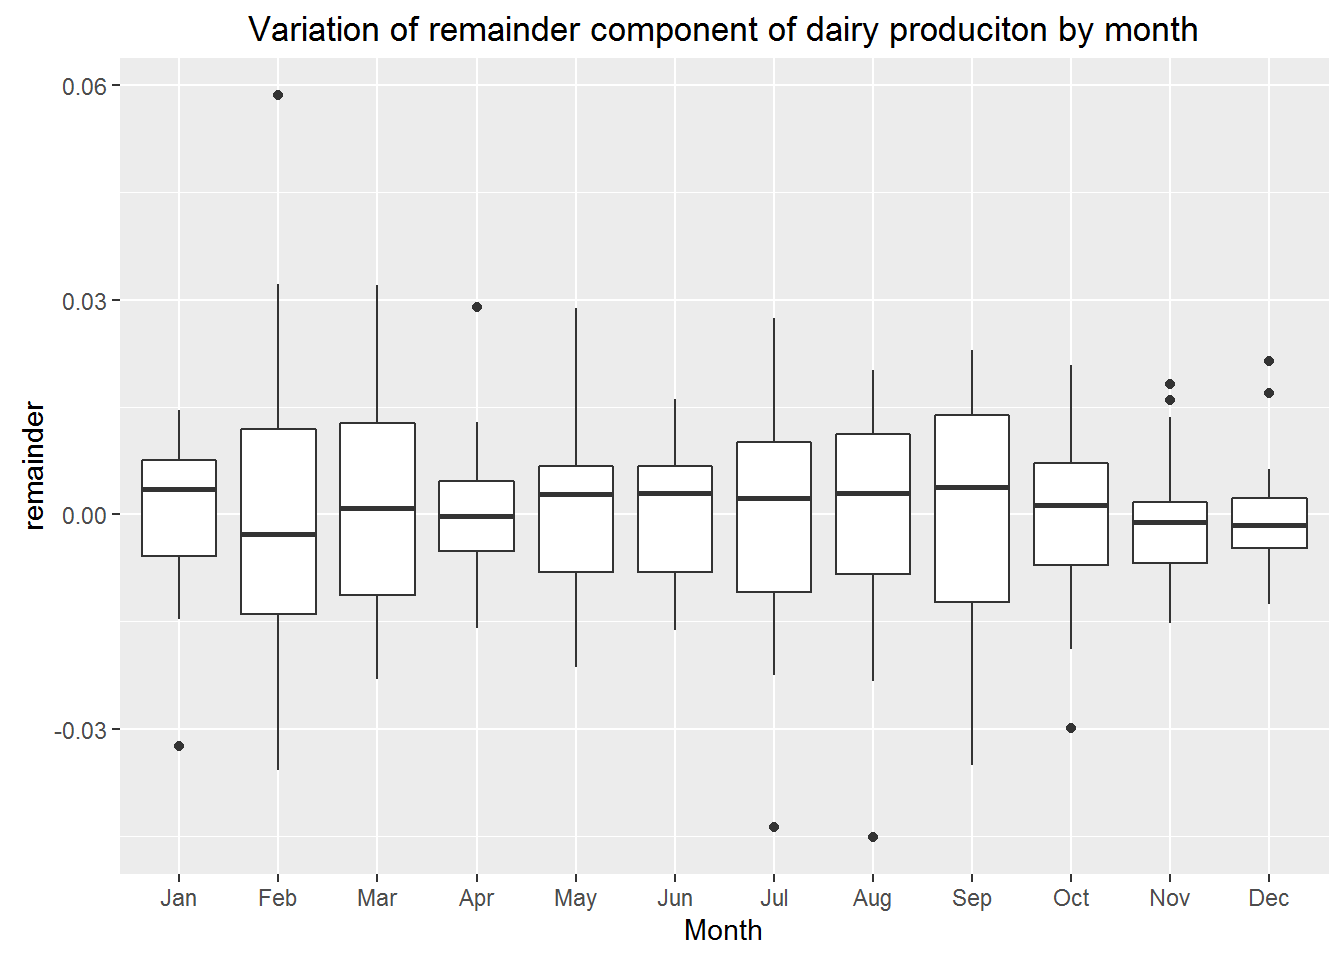 Variation of remainder component of dairy produciton by month
0.06
0.03
0.00
-0.03
remainder
Jan Feb Mar Apr May Jun Jul Aug Sep Oct Nov Dec
Month